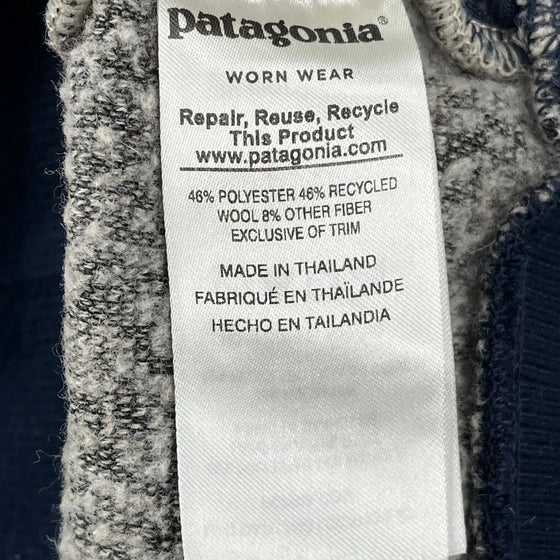 patagonia®
WORN WEAR
Repair, Reuse, Recycle
This Product
www.patagonia.com
46% POLYESTER 46% RECYCLED
WOOL 8% OTHER FIBER
EXCLUSIVE OF TRIM
MADE IN THAILAND
FABRIQUÉ EN THAÏLANDE
HECHO EN TAILANDIA